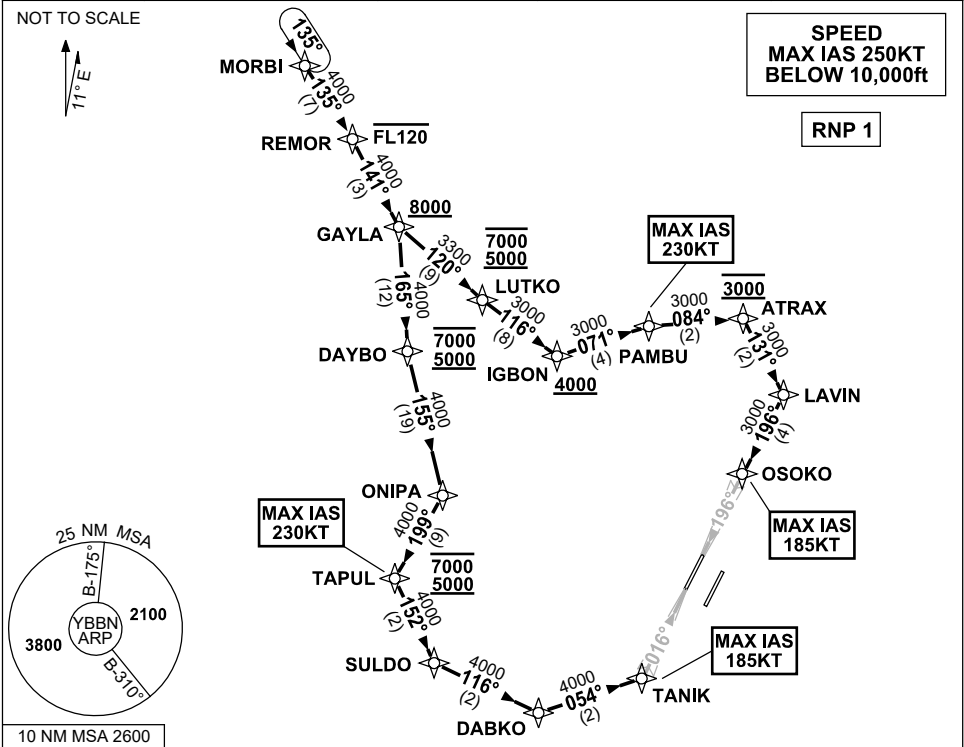 NOT TO SCALE
11° E
SPEED
MAX IAS 250KT
BELOW 10,000ft
RNP 1
135°
MORBI
4000
135°
(7)
REMOR
FL120
4000
141°
(3)
GAYLA
8000
3300
120°
(9)
7000
5000
LUTKO
4000
165°
(12)
3000
116°
(8)
MAX IAS
230KT
3000
ATRAX
3000
071°
(4)
PAMBU
3000
084°
(2)
3000
131°
(2)
DAYBO
7000
5000
IGBON
4000
LAVIN
4000
155°
(19)
3000
196°
(4)
OSOKO
196°
MAX IAS
185KT
ONIPA
MAX IAS
230KT
4000
199°
(6)
TAPUL
7000
5000
4000
152°
(2)
SULDO
4000
116°
(2)
DABKO
4000
054°
(2)
016°
MAX IAS
185KT
TANIK
25 NM MSA
B-175°
YBBN
ARP
2100
3800
B-310°
10 NM MSA 2600